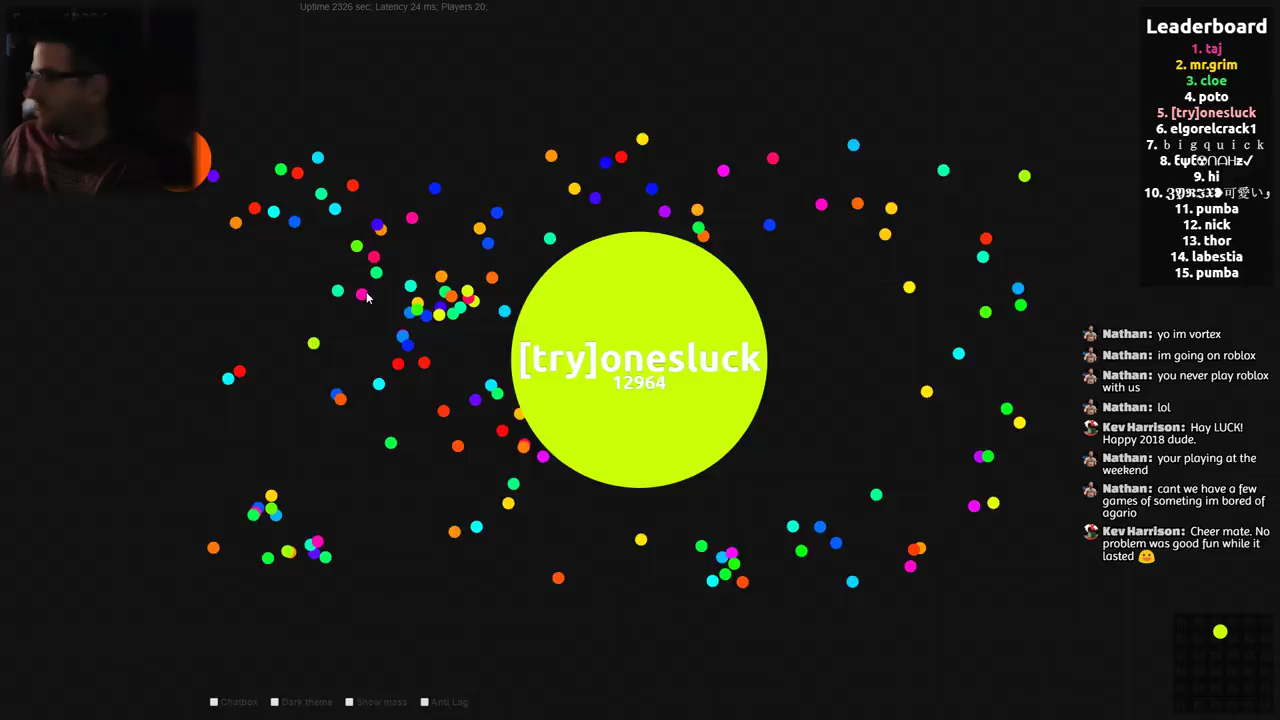 Uptime 2326 sec; Latency 24 ms; Players 20;
Leaderboard
1. taj
2. mr.grim
3. cloe
4. poto
5. [try]onesluck
6. elgorelcrack1
7. b i g q u i c k
9. hi
11. pumba
12. nick
13. thor
14. labestia
15. pumba
[try]onesluck
12964
Nathan: yo im vortex
Nathan: im going on roblox
Nathan: you never play roblox
with us
Nathan: lol
Kev Harrison: Hay LUCK!
Happy 2018 dude.
Nathan: your playing at the
weekend
Nathan: cant we have a few
games of someting im bored of
agario
Kev Harrison: Cheer mate. No
problem was good fun while it
lasted
Chatbox Dark theme Show mass Anti Lag